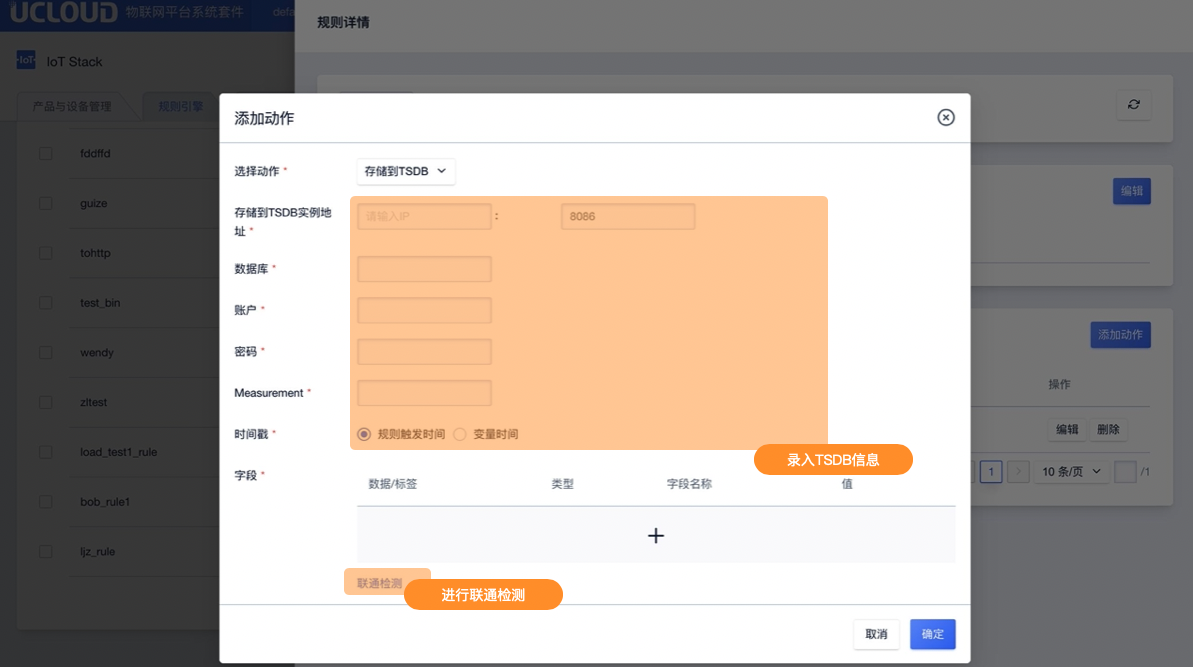 UCLOUD 物联网平台系统套件 defa
规则详情
IoT IoT Stack
产品与设备管理 规则引擎
fddffd
guize
tohttp
test_bin
wendy
zltest
load_test1_rule
bob_rule1
ljz_rule
编辑
添加动作
操作
编辑 删除
1 10 条/页 /1
添加动作
选择动作 * 存储到TSDB
存储到TSDB实例地
址 * 请输入IP : 8086
数据库 *
账户 *
密码 *
Measurement *
时间戳 * 规则触发时间 变量时间
录入TSDB信息
字段 *
数据/标签 类型 字段名称 值
+
联通检测
进行联通检测
取消 确定